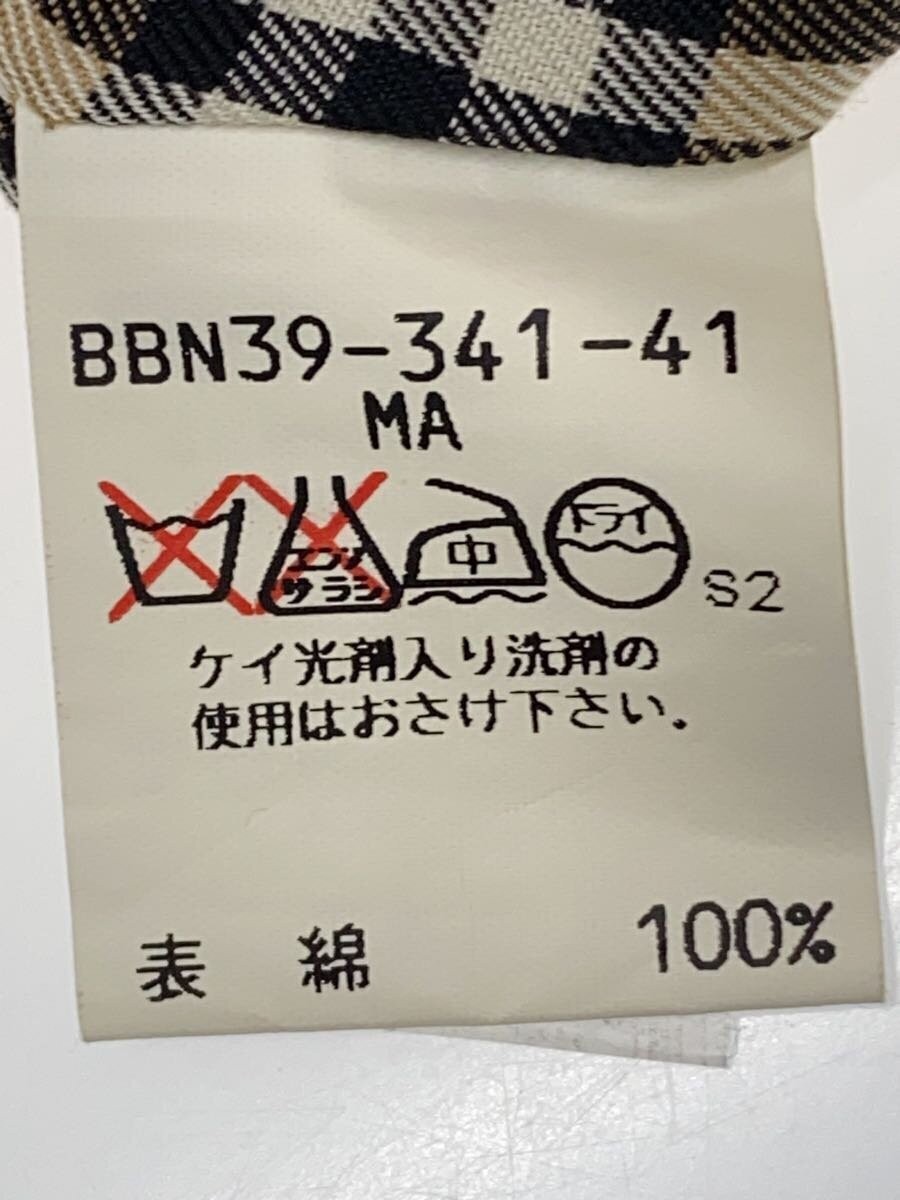 BBN39-341-41
MA
エンソ
サラシ
中
ドライ
S2
ケイ光剤入り洗剤の
使用はおさけ下さい。
表 綿 100%